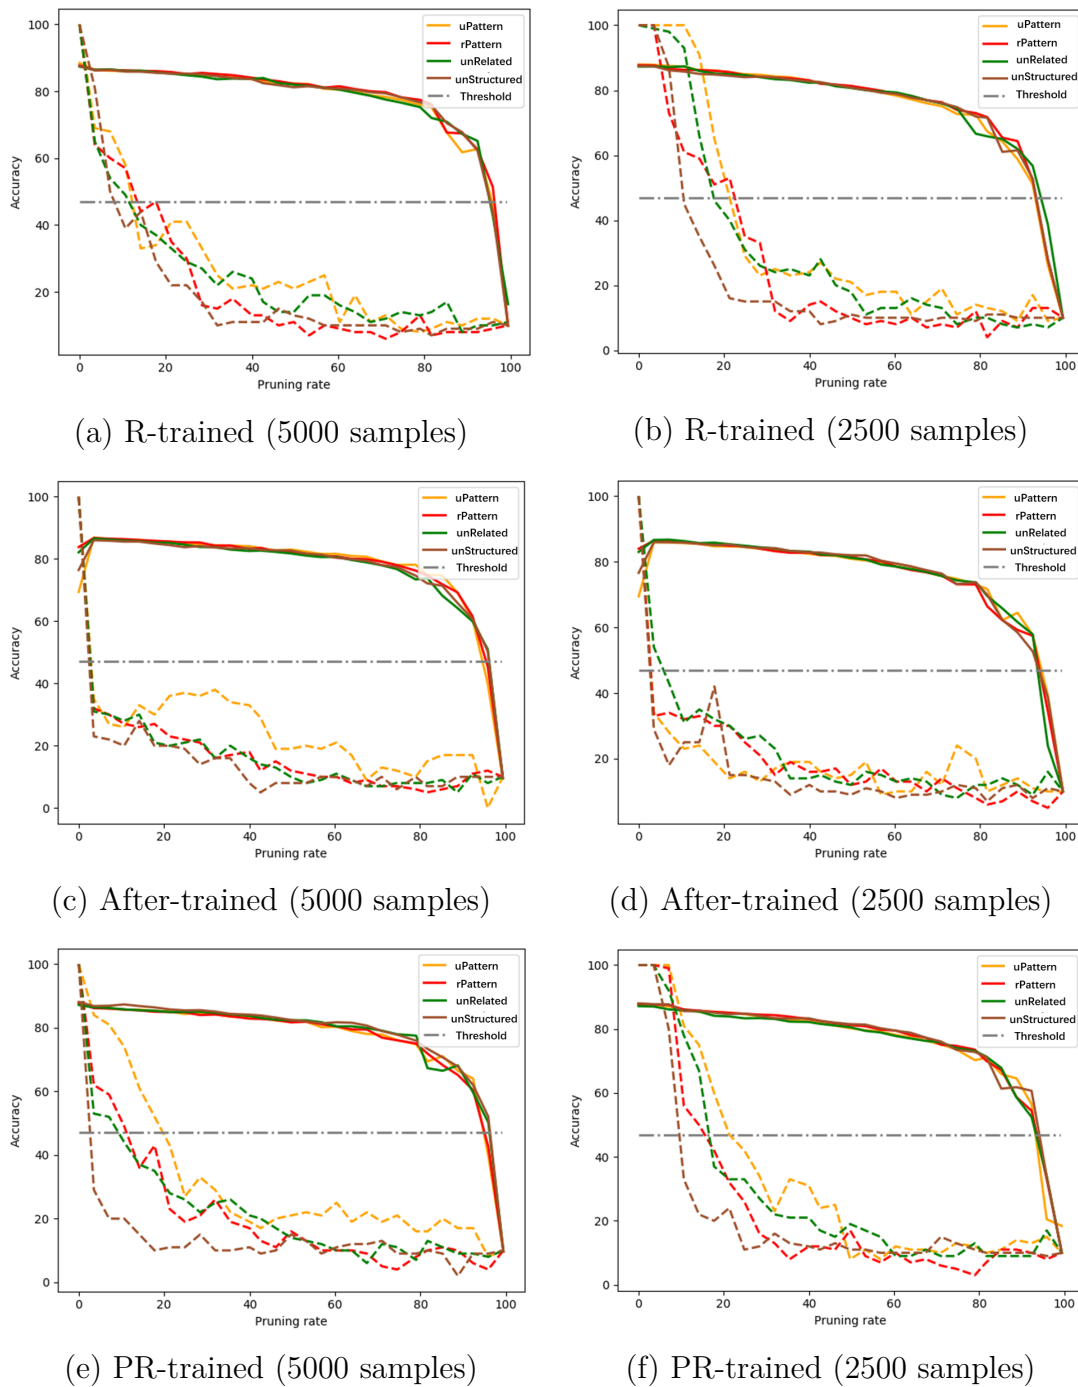 100
80
60
40
20
0
20
40
60
80
100
Accuracy
Pruning rate
uPattern
rPattern
unRelated
unStructured
Threshold
(a) R-trained (5000 samples)
100
80
60
40
20
0
0
20
40
60
80
100
Accuracy
Pruning rate
uPattern
rPattern
unRelated
unStructured
Threshold
(b) R-trained (2500 samples)
100
80
60
40
20
0
0
20
40
60
80
100
Accuracy
Pruning rate
uPattern
rPattern
unRelated
unStructured
Threshold
(c) After-trained (5000 samples)
100
80
60
40
20
0
20
40
60
80
100
Accuracy
Pruning rate
uPattern
rPattern
unRelated
unStructured
Threshold
(d) After-trained (2500 samples)
100
80
60
40
20
0
0
20
40
60
80
100
Accuracy
Pruning rate
uPattern
rPattern
unRelated
unStructured
Threshold
(e) PR-trained (5000 samples)
100
80
60
40
20
0
0
20
40
60
80
100
Accuracy
Pruning rate
uPattern
rPattern
unRelated
unStructured
Threshold
(f) PR-trained (2500 samples)